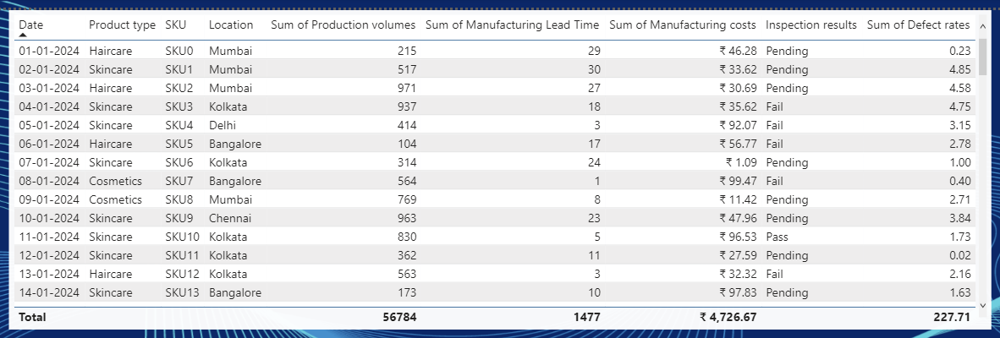 Date Product type SKU Location Sum of Production volumes Sum of Manufacturing Lead Time Sum of Manufacturing costs Inspection results Sum of Defect rates
01-01-2024 Haircare SKU0 Mumbai 215 29 ₹ 46.28 Pending 0.23
02-01-2024 Skincare SKU1 Mumbai 517 30 ₹ 33.62 Pending 4.85
03-01-2024 Haircare SKU2 Mumbai 971 27 ₹ 30.69 Pending 4.58
04-01-2024 Skincare SKU3 Kolkata 937 18 ₹ 35.62 Fail 4.75
05-01-2024 Skincare SKU4 Delhi 414 3 ₹ 92.07 Fail 3.15
06-01-2024 Haircare SKU5 Bangalore 104 17 ₹ 56.77 Fail 2.78
07-01-2024 Skincare SKU6 Kolkata 314 24 ₹ 1.09 Pending 1.00
08-01-2024 Cosmetics SKU7 Bangalore 564 1 ₹ 99.47 Fail 0.40
09-01-2024 Cosmetics SKU8 Mumbai 769 8 ₹ 11.42 Pending 2.71
10-01-2024 Skincare SKU9 Chennai 963 23 ₹ 47.96 Pending 3.84
11-01-2024 Skincare SKU10 Kolkata 830 5 ₹ 96.53 Pass 1.73
12-01-2024 Skincare SKU11 Kolkata 362 11 ₹ 27.59 Pending 0.02
13-01-2024 Haircare SKU12 Kolkata 563 3 ₹ 32.32 Fail 2.16
14-01-2024 Skincare SKU13 Bangalore 173 10 ₹ 97.83 Pending 1.63
Total 56784 1477 ₹ 4,726.67 227.71